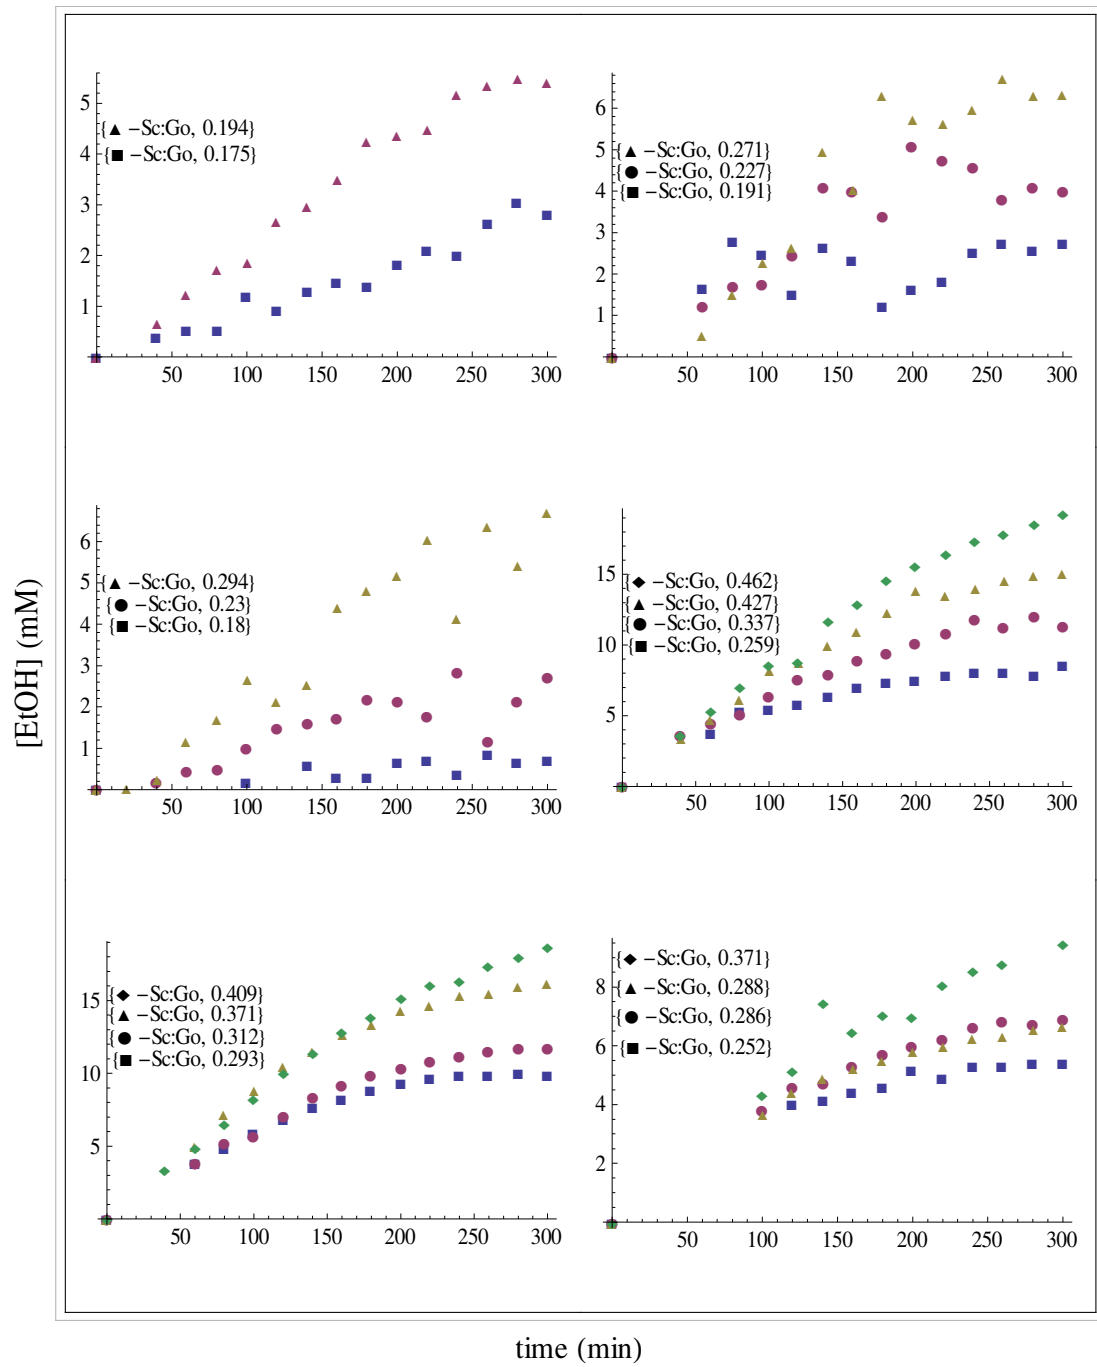 5
4
3
2
1
{▲ −Sc:Go, 0.194}
{■ −Sc:Go, 0.175}
50 100 150 200 250 300
6
5
4
3
2
1
{▲ −Sc:Go, 0.271}
{● −Sc:Go, 0.227}
{■ −Sc:Go, 0.191}
50 100 150 200 250 300
[EtOH] (mM)
6
5
4
3
2
1
{▲ −Sc:Go, 0.294}
{● −Sc:Go, 0.23}
{■ −Sc:Go, 0.18}
50 100 150 200 250 300
15
10
5
{◆ −Sc:Go, 0.462}
{▲ −Sc:Go, 0.427}
{● −Sc:Go, 0.337}
{■ −Sc:Go, 0.259}
50 100 150 200 250 300
15
10
5
{◆ −Sc:Go, 0.409}
{▲ −Sc:Go, 0.371}
{● −Sc:Go, 0.312}
{■ −Sc:Go, 0.293}
50 100 150 200 250 300
8
6
4
2
{◆ −Sc:Go, 0.371}
{▲ −Sc:Go, 0.288}
{● −Sc:Go, 0.286}
{■ −Sc:Go, 0.252}
50 100 150 200 250 300
time (min)